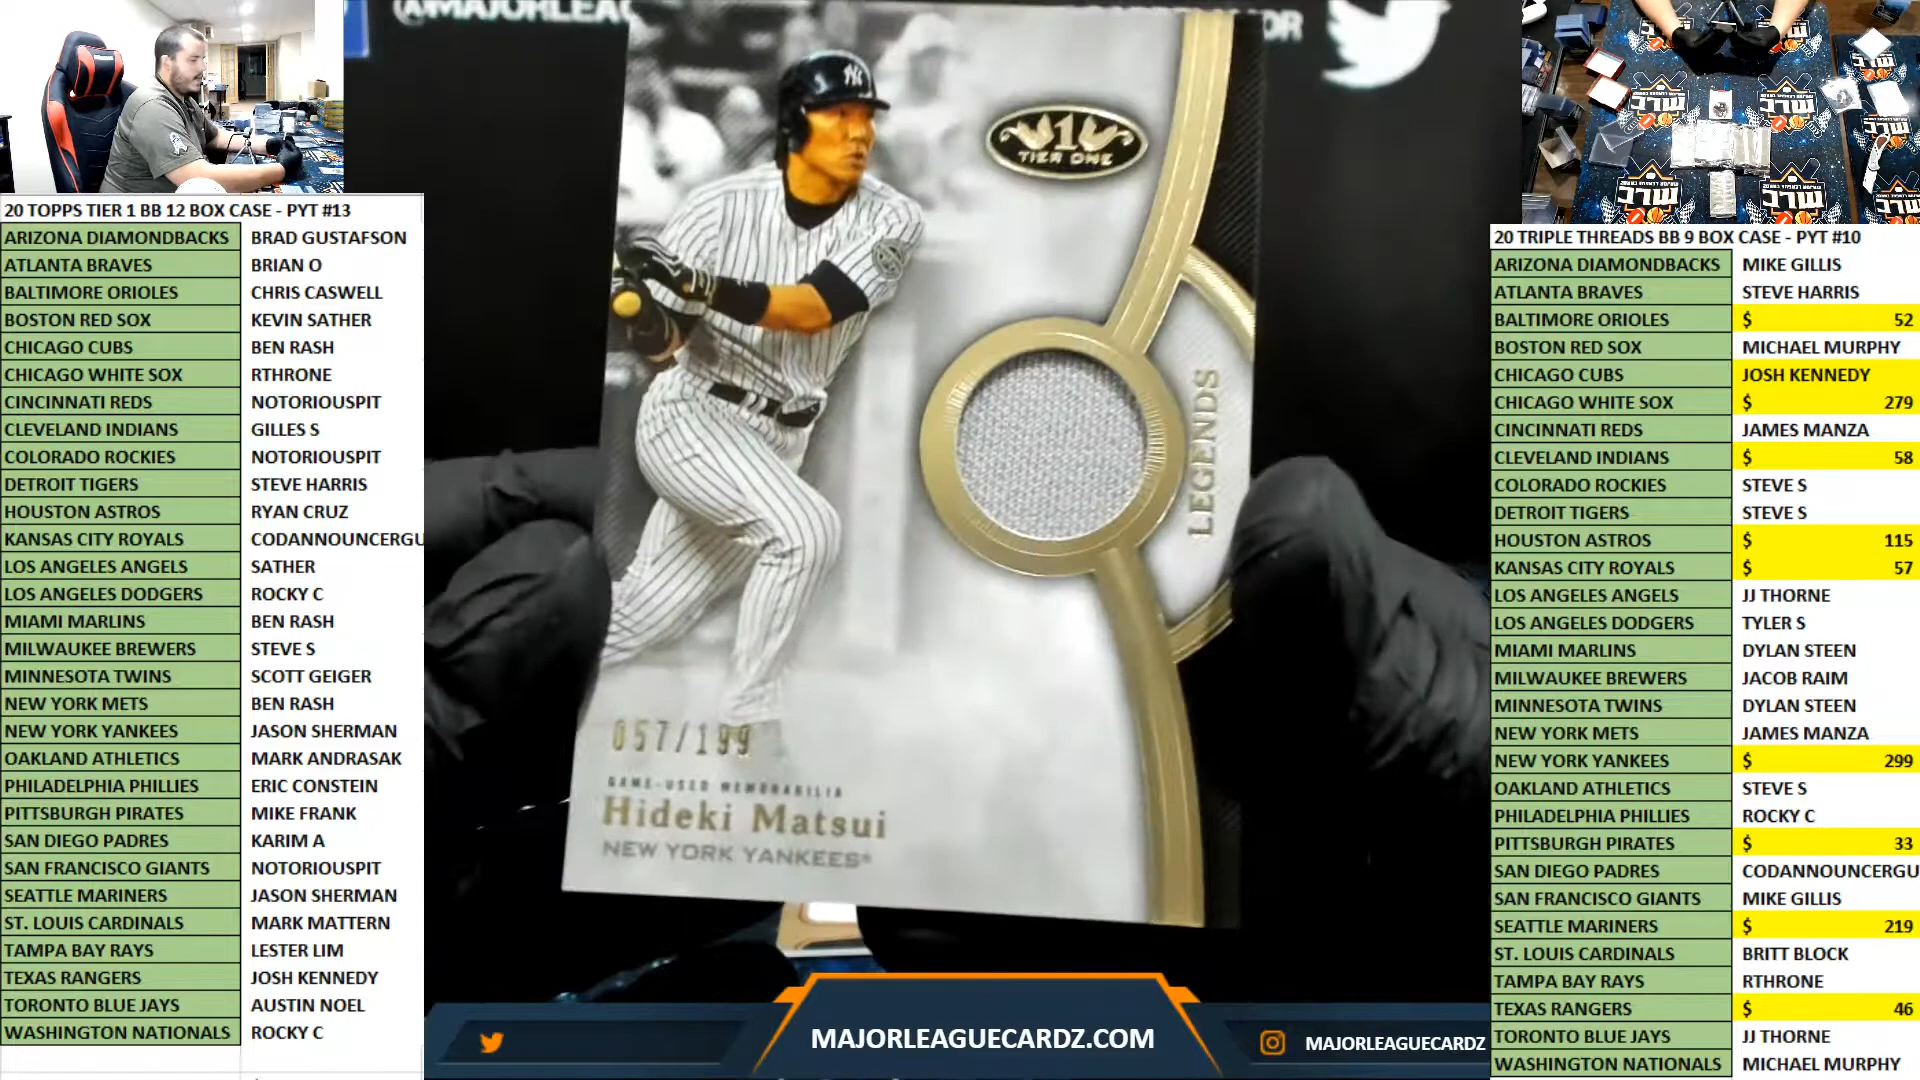 @MAJORLEAG
OR
20 TOPPS TIER 1 BB 12 BOX CASE - PYT #13
ARIZONA DIAMONDBACKS BRAD GUSTAFSON
ATLANTA BRAVES BRIAN O
BALTIMORE ORIOLES CHRIS CASWELL
BOSTON RED SOX KEVIN SATHER
CHICAGO CUBS BEN RASH
CHICAGO WHITE SOX RTHRONE
CINCINNATI REDS NOTORIOUSPIT
CLEVELAND INDIANS GILLES S
COLORADO ROCKIES NOTORIOUSPIT
DETROIT TIGERS STEVE HARRIS
HOUSTON ASTROS RYAN CRUZ
KANSAS CITY ROYALS CODANNOUNCERGU
LOS ANGELES ANGELS SATHER
LOS ANGELES DODGERS ROCKY C
MIAMI MARLINS BEN RASH
MILWAUKEE BREWERS STEVE S
MINNESOTA TWINS SCOTT GEIGER
NEW YORK METS BEN RASH
NEW YORK YANKEES JASON SHERMAN
OAKLAND ATHLETICS MARK ANDRASAK
PHILADELPHIA PHILLIES ERIC CONSTEIN
PITTSBURGH PIRATES MIKE FRANK
SAN DIEGO PADRES KARIM A
SAN FRANCISCO GIANTS NOTORIOUSPIT
SEATTLE MARINERS JASON SHERMAN
ST. LOUIS CARDINALS MARK MATTERN
TAMPA BAY RAYS LESTER LIM
TEXAS RANGERS JOSH KENNEDY
TORONTO BLUE JAYS AUSTIN NOEL
WASHINGTON NATIONALS ROCKY C
NY
1
TIER ONE
LEGENDS
057/199
GAME-USED MEMORABILIA
Hideki Matsui
NEW YORK YANKEES®
MAJORLEAGUECARDZ.COM
MAJORLEAGUECARDZ
20 TRIPLE THREADS BB 9 BOX CASE - PYT #10
ARIZONA DIAMONDBACKS MIKE GILLIS
ATLANTA BRAVES STEVE HARRIS
BALTIMORE ORIOLES $ 52
BOSTON RED SOX MICHAEL MURPHY
CHICAGO CUBS JOSH KENNEDY
CHICAGO WHITE SOX $ 279
CINCINNATI REDS JAMES MANZA
CLEVELAND INDIANS $ 58
COLORADO ROCKIES STEVE S
DETROIT TIGERS STEVE S
HOUSTON ASTROS $ 115
KANSAS CITY ROYALS $ 57
LOS ANGELES ANGELS JJ THORNE
LOS ANGELES DODGERS TYLER S
MIAMI MARLINS DYLAN STEEN
MILWAUKEE BREWERS JACOB RAIM
MINNESOTA TWINS DYLAN STEEN
NEW YORK METS JAMES MANZA
NEW YORK YANKEES $ 299
OAKLAND ATHLETICS STEVE S
PHILADELPHIA PHILLIES ROCKY C
PITTSBURGH PIRATES $ 33
SAN DIEGO PADRES CODANNOUNCERGU
SAN FRANCISCO GIANTS MIKE GILLIS
SEATTLE MARINERS $ 219
ST. LOUIS CARDINALS BRITT BLOCK
TAMPA BAY RAYS RTHRONE
TEXAS RANGERS $ 46
TORONTO BLUE JAYS JJ THORNE
WASHINGTON NATIONALS MICHAEL MURPHY